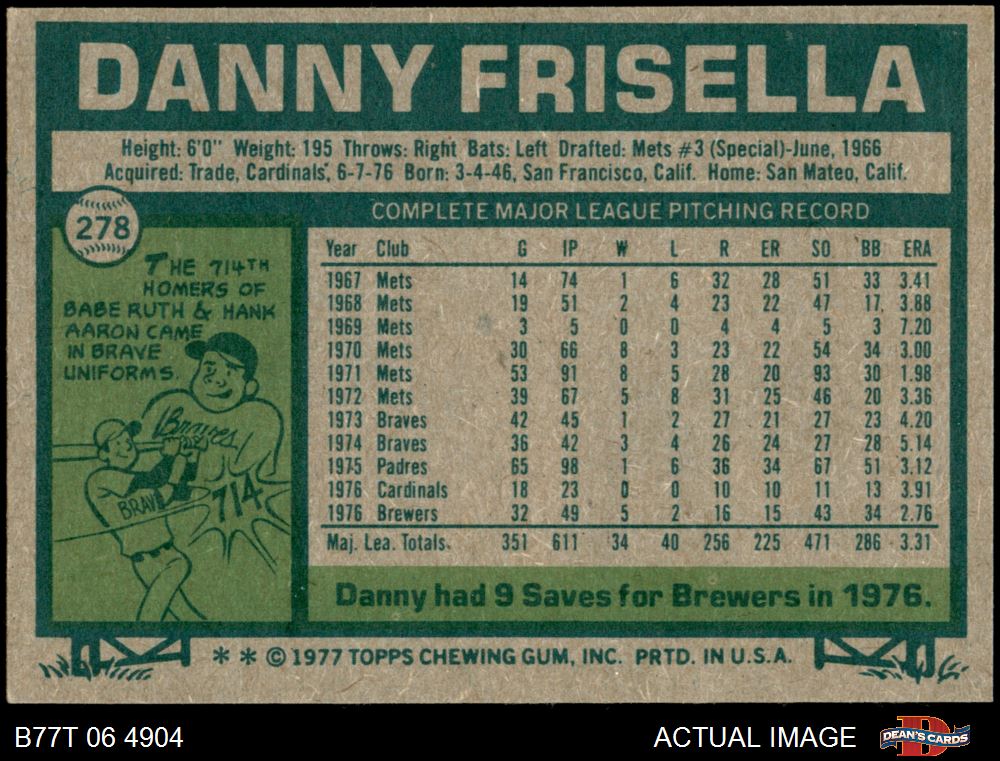 DANNY FRISELLA
Height: 6'0" Weight: 195 Throws: Right Bats: Left Drafted: Mets #3 (Special)-June, 1966
Acquired: Trade, Cardinals, 6-7-76 Born: 3-4-46, San Francisco, Calif. Home: San Mateo, Calif.
278
THE 714TH
HOMERS OF
BABE RUTH & HANK
AARON CAME
IN BRAVE
UNIFORMS.
Braves
BRAV
714
COMPLETE MAJOR LEAGUE PITCHING RECORD
Year Club G IP W L R ER SO BB ERA
1967 Mets 14 74 1 6 32 28 51 33 3.41
1968 Mets 19 51 2 4 23 22 47 17 3.88
1969 Mets 3 5 0 0 4 4 5 3 7.20
1970 Mets 30 66 8 3 23 22 54 34 3.00
1971 Mets 53 91 8 5 28 20 93 30 1.98
1972 Mets 39 67 5 8 31 25 46 20 3.36
1973 Braves 42 45 1 2 27 21 27 23 4.20
1974 Braves 36 42 3 4 26 24 27 28 5.14
1975 Padres 65 98 1 6 36 34 67 51 3.12
1976 Cardinals 18 23 0 0 10 10 11 13 3.91
1976 Brewers 32 49 5 2 16 15 43 34 2.76
Maj. Lea. Totals 351 611 34 40 256 225 471 286 3.31
Danny had 9 Saves for Brewers in 1976.
* * © 1977 TOPPS CHEWING GUM, INC. PRTD. IN U.S.A.
B77T 06 4904
ACTUAL IMAGE
DEAN'S CARDS